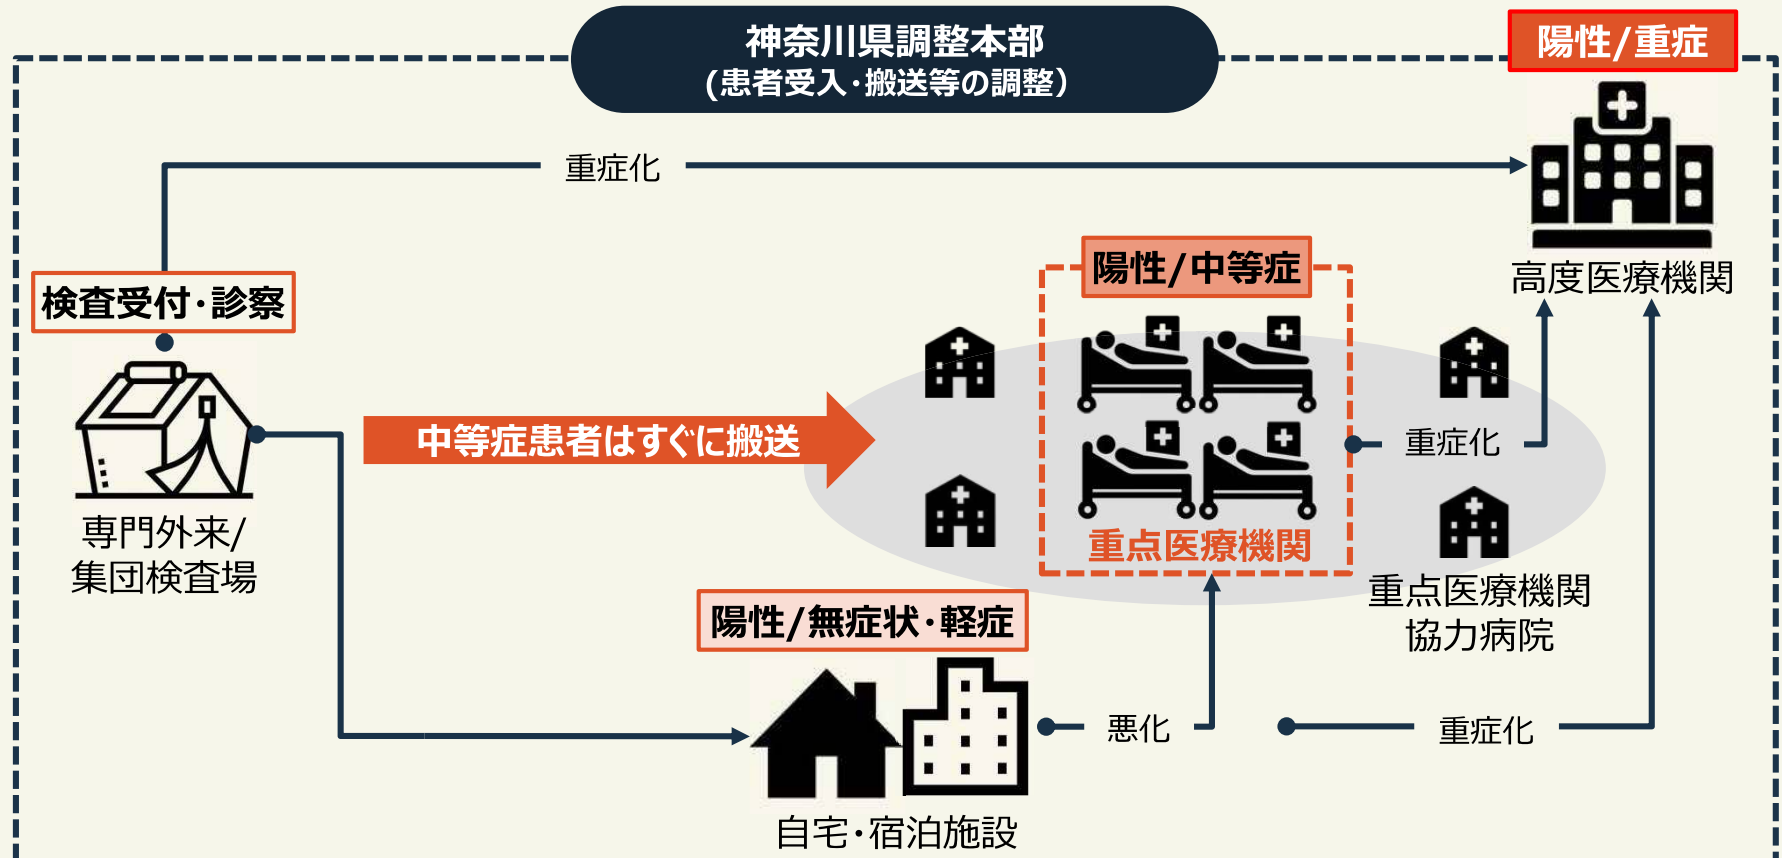 神奈川県調整本部
(患者受入･搬送等の調整）
陽性/重症
重症化
高度医療機関
検査受付･診察
陽性/中等症
中等症患者はすぐに搬送
重症化
専門外来/
集団検査場
重点医療機関
重点医療機関
協力病院
陽性/無症状･軽症
悪化
重症化
自宅･宿泊施設